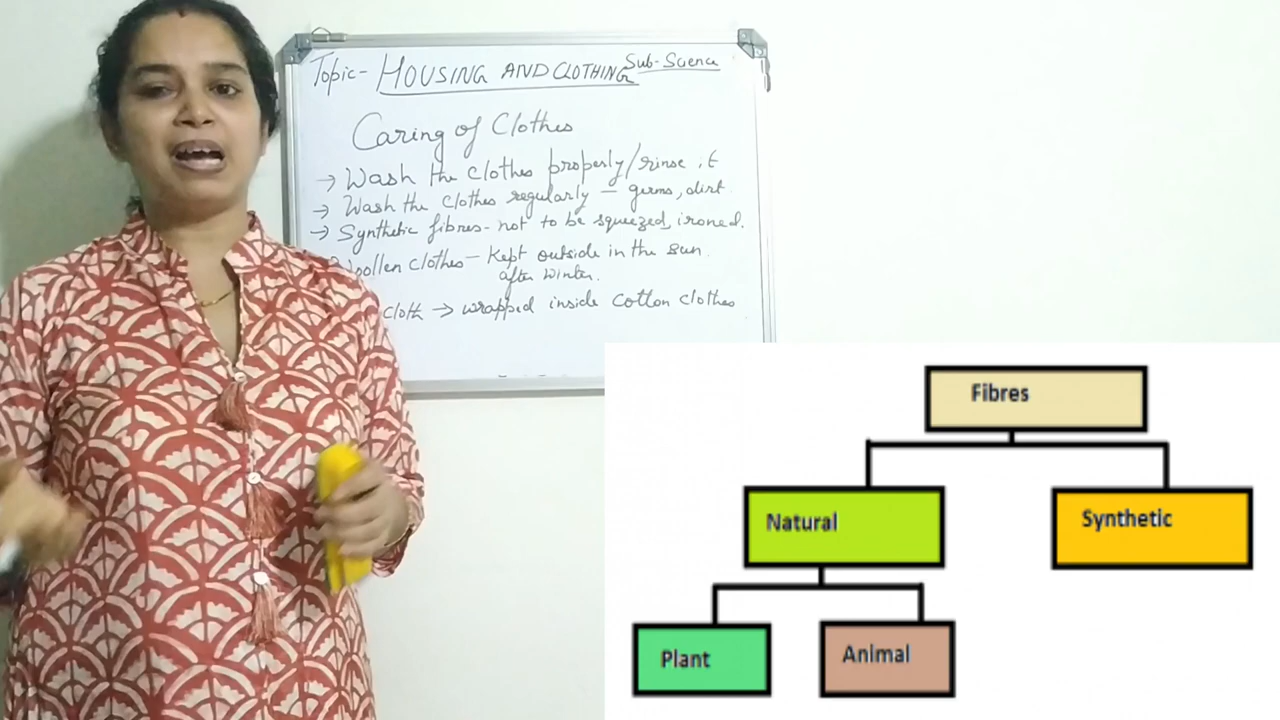 Topic- HOUSING AND CLOTHING Sub-Science
Caring of Clothes
→ Wash the clothes properly/rinse it
→ Wash the clothes regularly - germs, dirt.
→ Synthetic fibres - not to be squeezed, ironed.
Woollen clothes - Kept outside in the sun.
after winter.
cloth → wrapped inside cotton clothes
Fibres
Natural
Synthetic
Plant
Animal